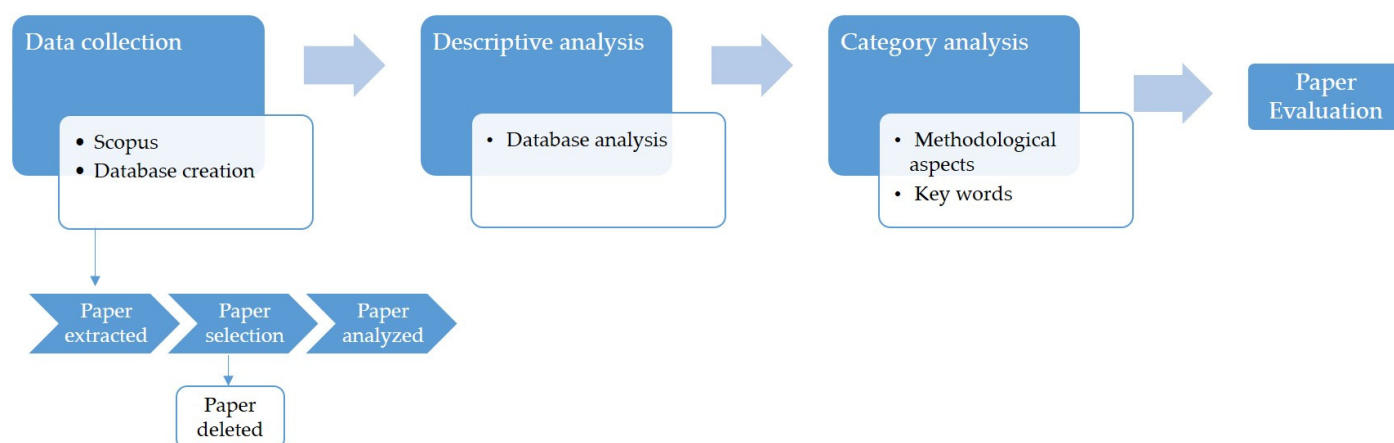 Data collection
• Scopus
• Database creation
Descriptive analysis
• Database analysis
Category analysis
• Methodological
aspects
• Key words
Paper
Evaluation
Paper
extracted
Paper
selection
Paper
analyzed
Paper
deleted